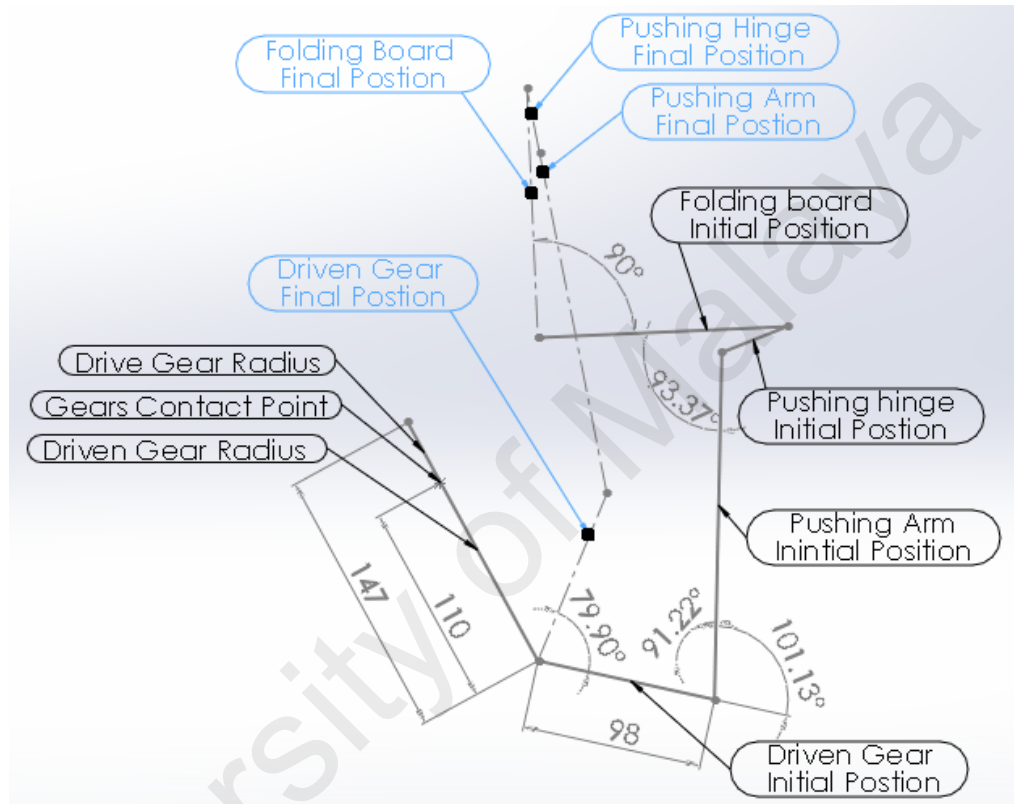 Pushing Hinge
Final Position
Folding Board
Final Postion
Pushing Arm
Final Postion
Folding board
Initial Position
90°
Driven Gear
Final Postion
Drive Gear Radius
93.37°
Gears Contact Point
Pushing hinge
Initial Postion
Driven Gear Radius
Pushing Arm
Inintial Position
147
110
79.90°
91.22°
101.13°
98
Driven Gear
Initial Postion
rsity of Malaya